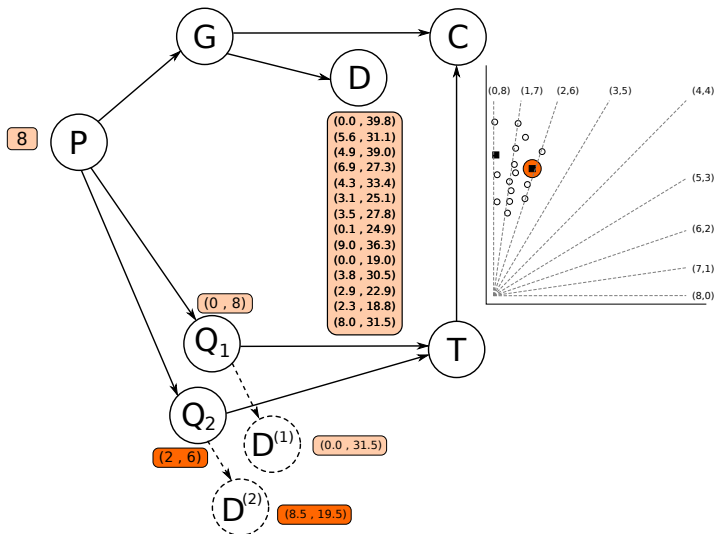 G
C
D
P
8
(0.0 , 39.8)
(5.6 , 31.1)
(4.9 , 39.0)
(6.9 , 27.3)
(4.3 , 33.4)
(3.1 , 25.1)
(3.5 , 27.8)
(0.1 , 24.9)
(9.0 , 36.3)
(0.0 , 19.0)
(3.8 , 30.5)
(2.9 , 22.9)
(2.3 , 18.8)
(8.0 , 31.5)
(0,8) (1,7) (2,6) (3,5) (4,4)
(5,3)
(6,2)
(7,1)
(8,0)
(0 , 8)
Q1
T
Q2
(2 , 6)
D(1)
(0.0 , 31.5)
D(2)
(8.5 , 19.5)